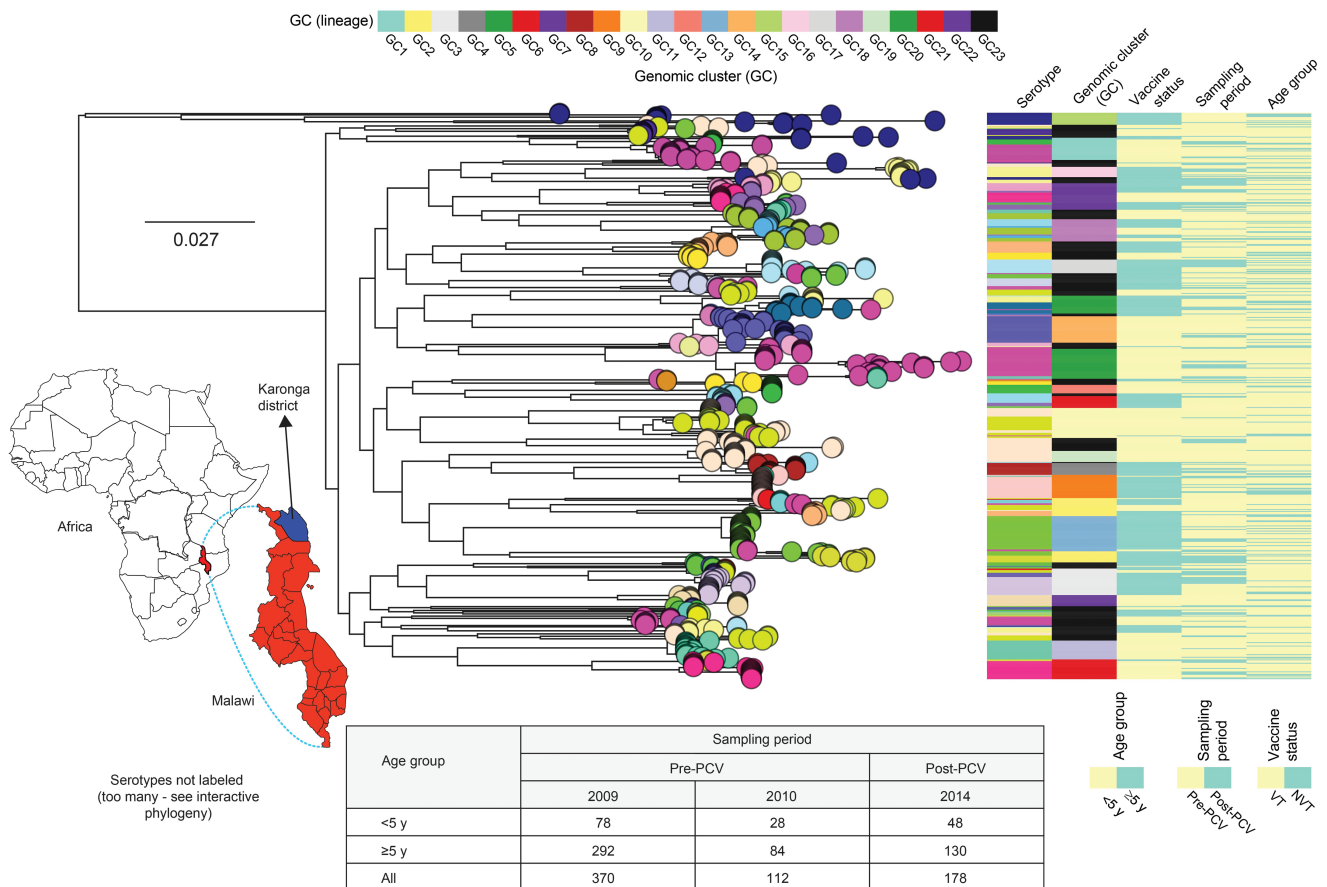 GC (lineage)
GC1 GC2 GC3 GC4 GC5 GC6 GC7 GC8 GC9 GC10 GC11 GC12 GC13 GC14 GC15 GC16 GC17 GC18 GC19 GC20 GC21 GC22 GC23
Genomic cluster (GC)
Serotype
Genomic cluster
(GC)
Vaccine
status
Sampling
period
Age group
0.027
Karonga
district
Africa
Malawi
Serotypes not labeled
(too many - see interactive
phylogeny)
Age group
Sampling period
Pre-PCV Post-PCV
2009 2010 2014
<5 y 78 28 48
≥5 y 292 84 130
All 370 112 178
Age group
<5 y ≥5 y
Sampling
period
Pre-PCV Post-PCV
Vaccine
status
VT NVT